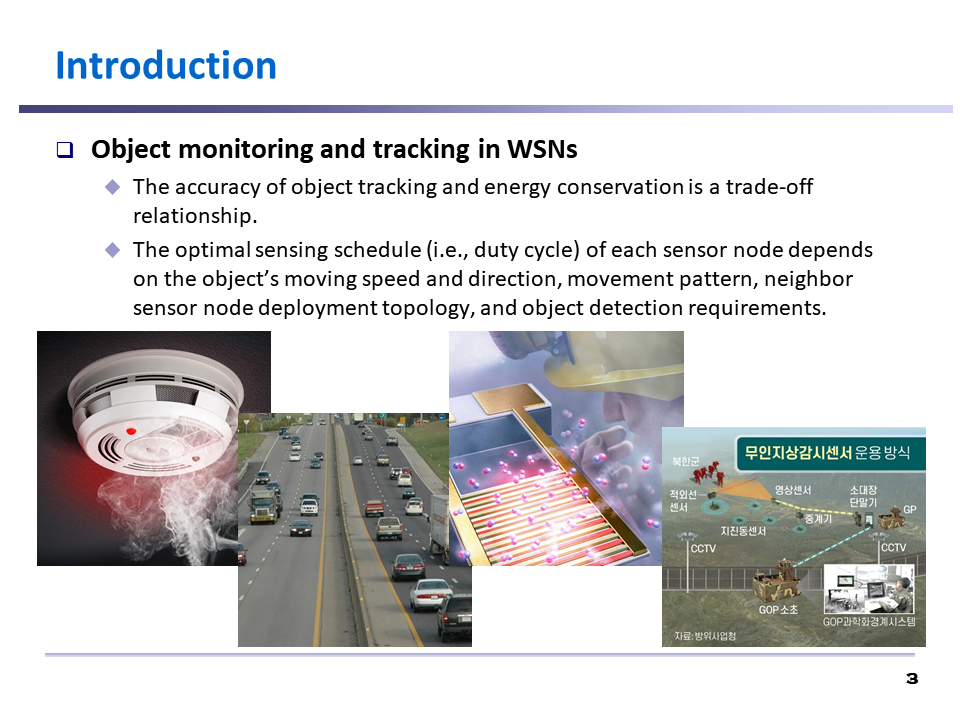 Introduction
Object monitoring and tracking in WSNs
The accuracy of object tracking and energy conservation is a trade-off
relationship.
The optimal sensing schedule (i.e., duty cycle) of each sensor node depends
on the object's moving speed and direction, movement pattern, neighbor
sensor node deployment topology, and object detection requirements.
무인지상감시센서 운용 방식
북한군
적외선
센서
영상센서
소대장
단말기
GP
중계기
지진동센서
CCTV
CCTV
GOP 소초
GOP과학화경계시스템
자료: 방위사업청
3